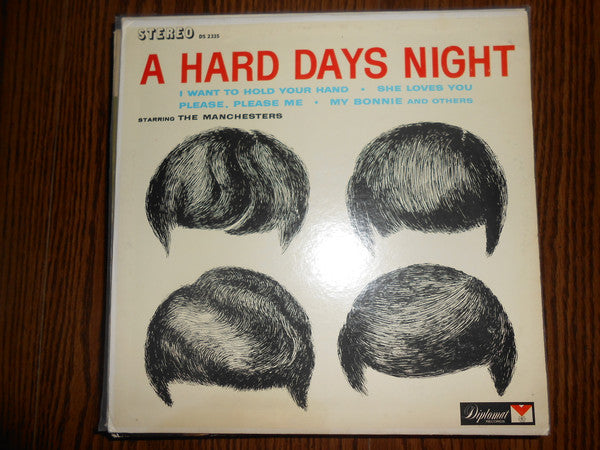 STEREO DS 2335
A HARD DAYS NIGHT
I WANT TO HOLD YOUR HAND • SHE LOVES YOU
PLEASE, PLEASE ME • MY BONNIE AND OTHERS
STARRING THE MANCHESTERS
Diplomat
RECORDS